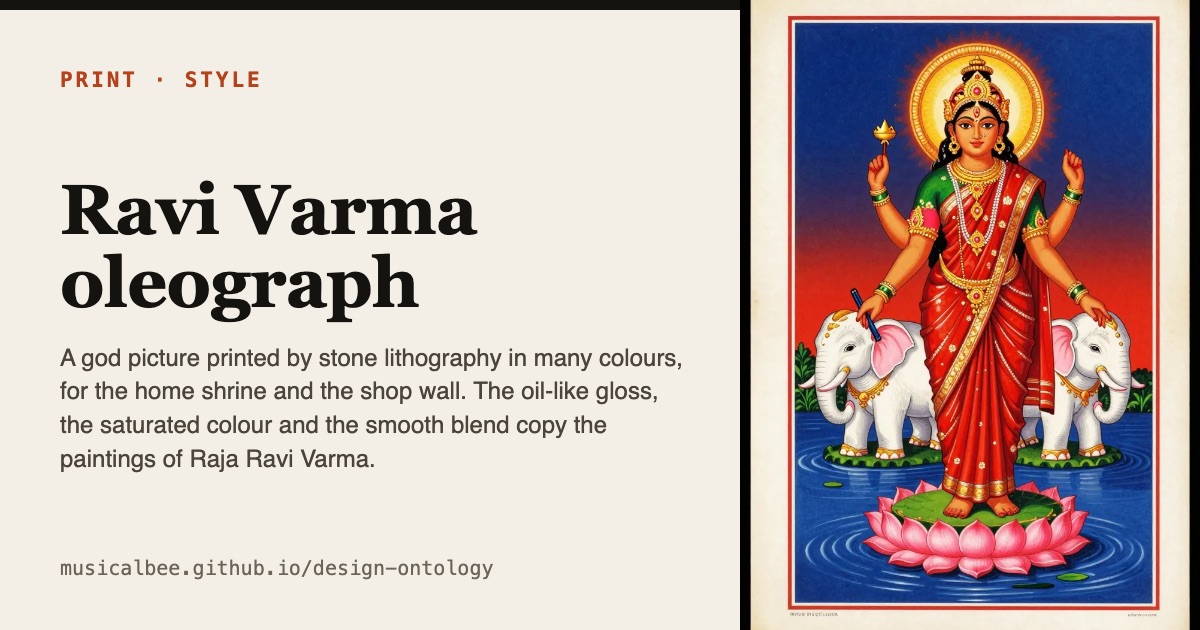 PRINT · STYLE
Ravi Varma
oleograph
A god picture printed by stone lithography in many colours,
for the home shrine and the shop wall. The oil-like gloss,
the saturated colour and the smooth blend copy the
paintings of Raja Ravi Varma.
musicalbee.github.io/design-ontology